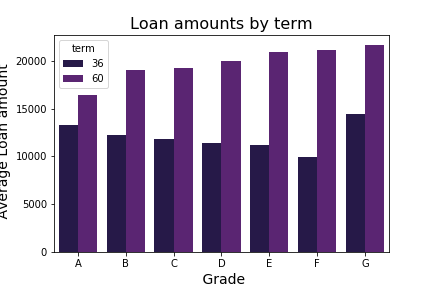 Loan amounts by term
term
36
60
Average Loan amount
20000
15000
10000
5000
0
A B C D E F G
Grade